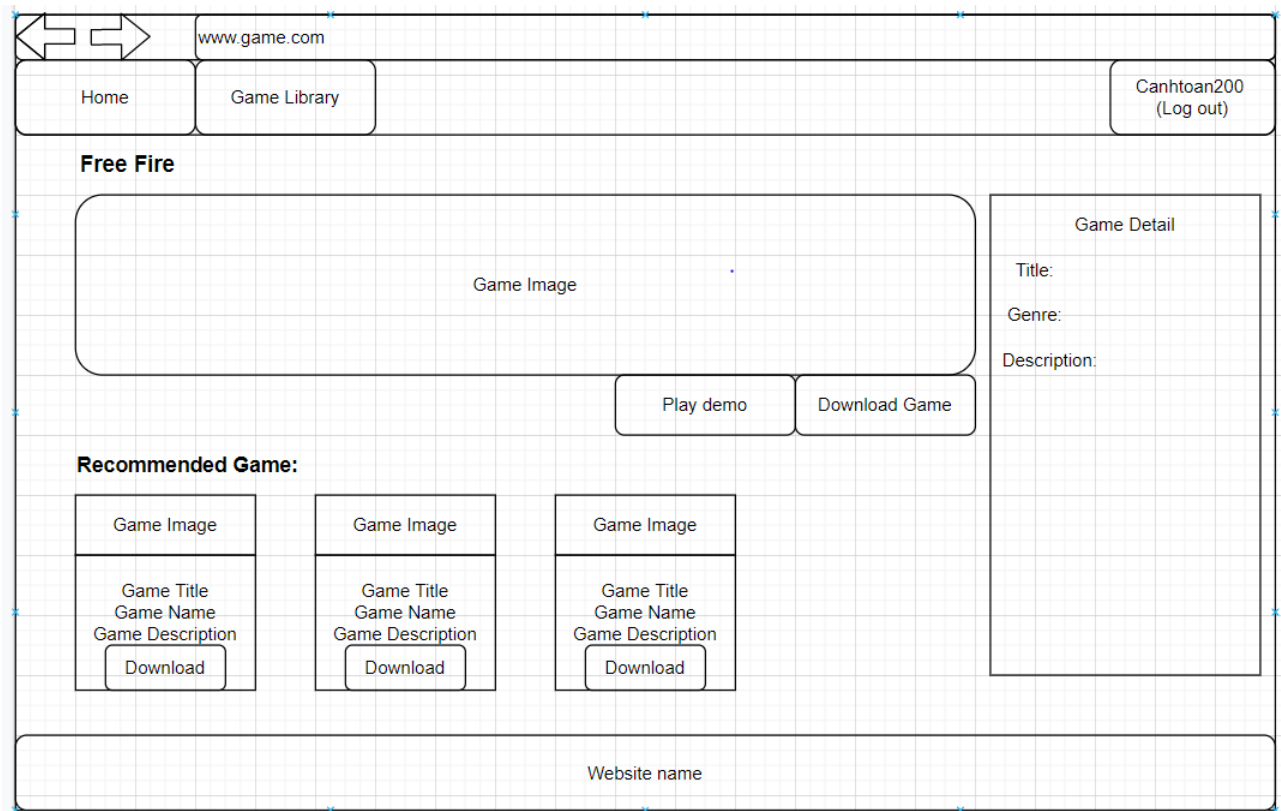 www.game.com
Home
Game Library
Canhtoan200
(Log out)
Free Fire
Game Image
Play demo
Download Game
Game Detail
Title:
Genre:
Description:
Recommended Game:
Game Image
Game Title
Game Name
Game Description
Download
Game Image
Game Title
Game Name
Game Description
Download
Game Image
Game Title
Game Name
Game Description
Download
Website name